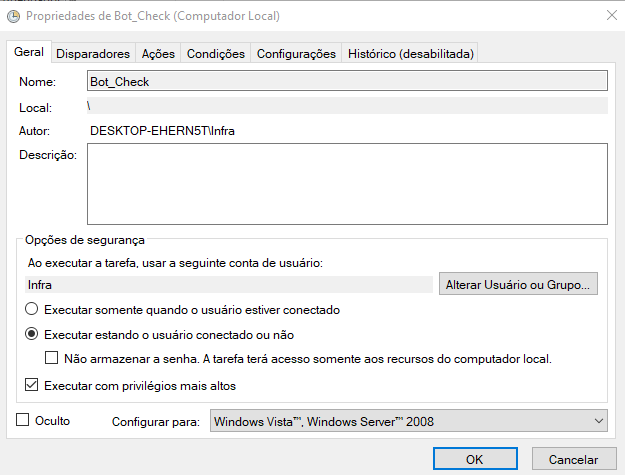 Propriedades de Bot_Check (Computador Local)
Geral Disparadores Ações Condições Configurações Histórico (desabilitada)
Nome: Bot_Check
Local: \
Autor: DESKTOP-EHERN5T\Infra
Descrição:
Opções de segurança
Ao executar a tarefa, usar a seguinte conta de usuário:
Infra Alterar Usuário ou Grupo...
Executar somente quando o usuário estiver conectado
Executar estando o usuário conectado ou não
Não armazenar a senha. A tarefa terá acesso somente aos recursos do computador local.
Executar com privilégios mais altos
Oculto Configurar para: Windows Vista™, Windows Server™ 2008
OK Cancelar